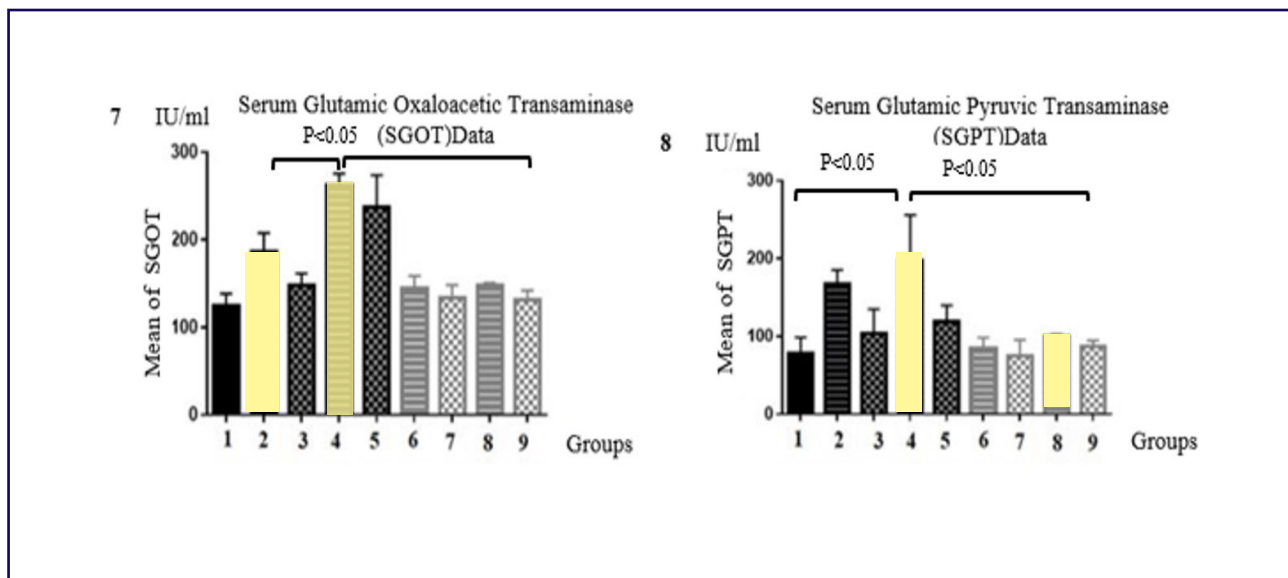 7 IU/ml Serum Glutamic Oxaloacetic Transaminase
(SGOT)Data
P<0.05
Mean of SGOT
300
200
100
0
1 2 3 4 5 6 7 8 9 Groups
8 IU/ml Serum Glutamic Pyruvic Transaminase
(SGPT)Data
P<0.05 P<0.05
Mean of SGPT
300
200
100
0
1 2 3 4 5 6 7 8 9 Groups